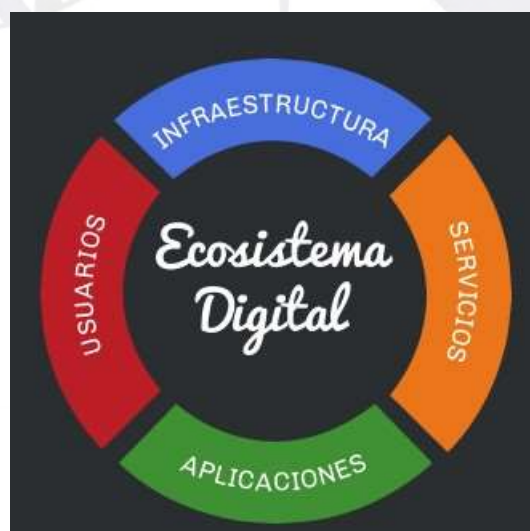 INFRAESTRUCTURA
SERVICIOS
Ecosistema
Digital
USUARIOS
APLICACIONES